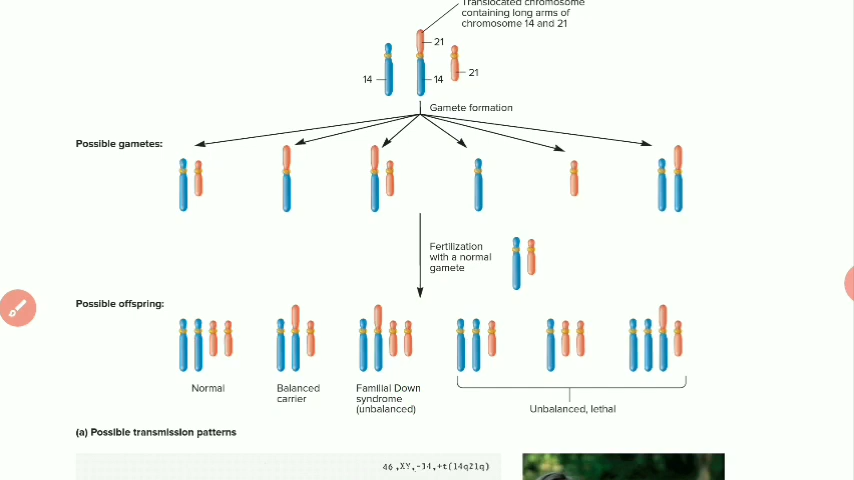 Translocated chromosome
containing long arms of
chromosome 14 and 21
21
14
14
21
Gamete formation
Possible gametes:
Fertilization
with a normal
gamete
Possible offspring:
Normal
Balanced
carrier
Familial Down
syndrome
(unbalanced)
Unbalanced, lethal
(a) Possible transmission patterns
46,XY,-14,+t(14q21q)